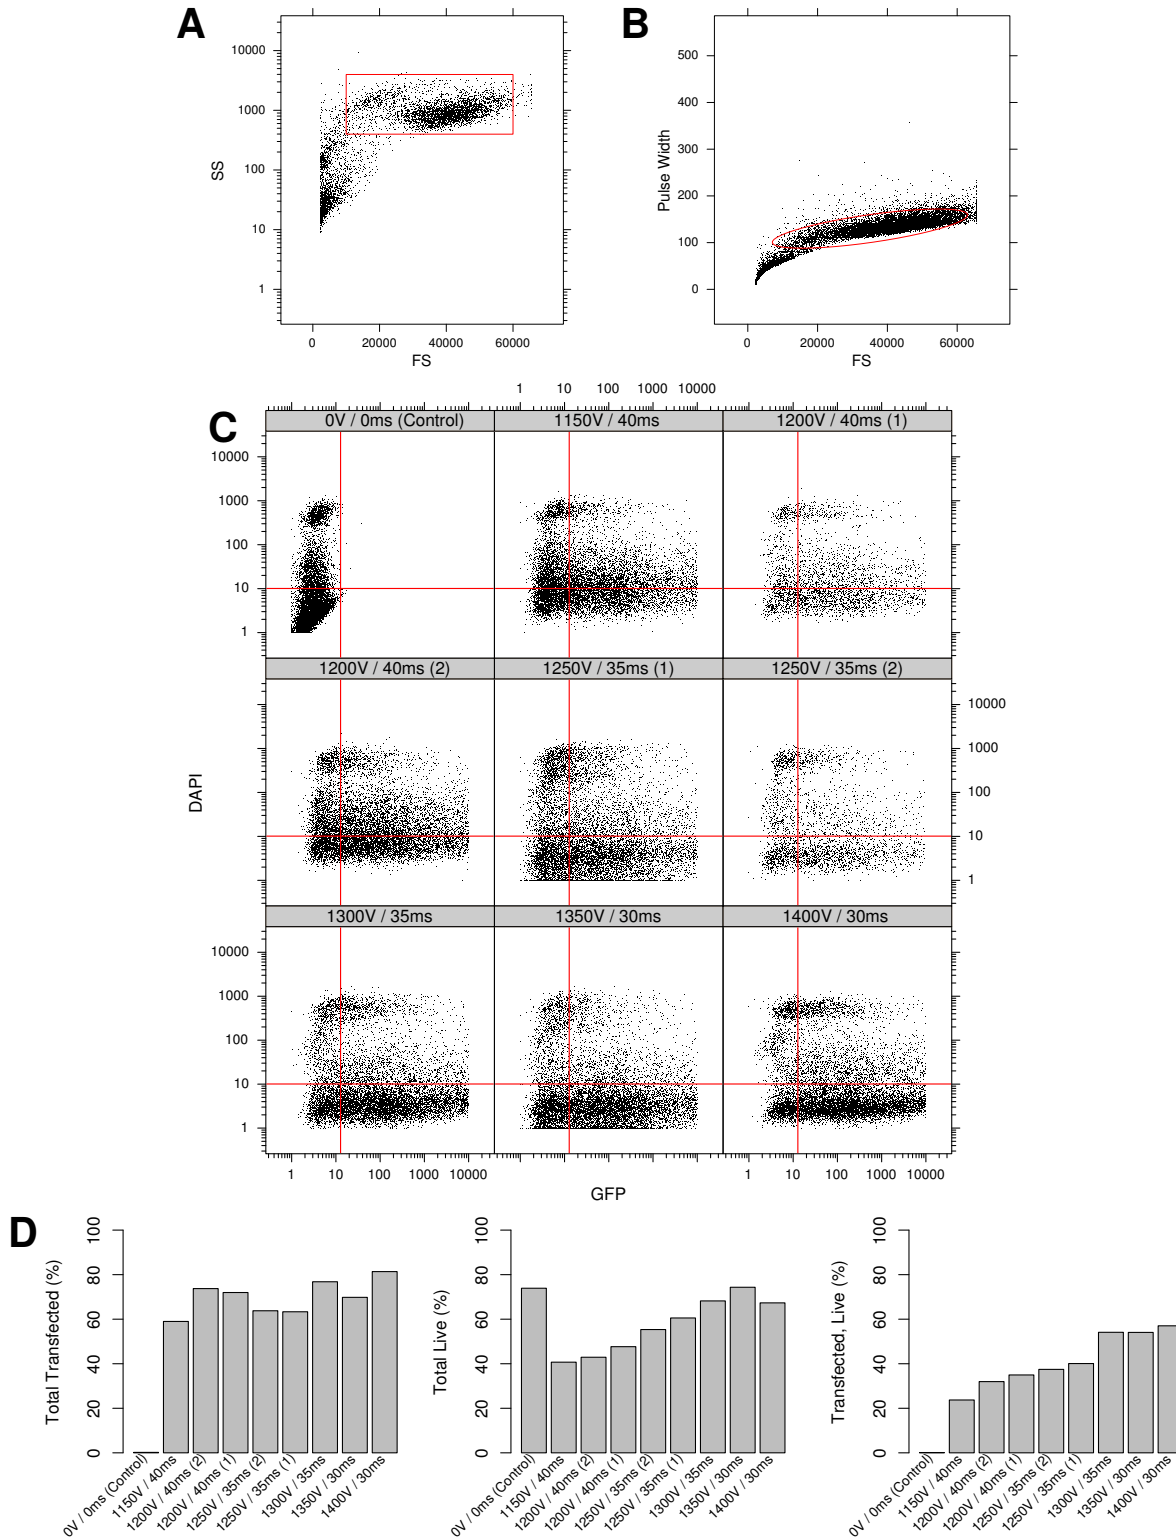 A
B
10000
1000
100
10
1
SS
0
20000
40000
60000
FS
500
400
300
200
100
0
Pulse Width
0
20000
40000
60000
FS
C
1 10 100 1000 10000
0V / 0ms (Control)
1150V / 40ms
1200V / 40ms (1)
10000
1000
100
10
1
1200V / 40ms (2)
1250V / 35ms (1)
1250V / 35ms (2)
DAPI
10000
1000
100
10
1
1300V / 35ms
1350V / 30ms
1400V / 30ms
10000
1000
100
10
1
1 10 100 1000 10000
1 10 100 1000 10000
GFP
D
Total Transfected (%)
0 20 40 60 80 100
0V / 0ms (Control)
1150V / 40ms
1200V / 40ms (2)
1200V / 40ms (1)
1250V / 35ms (2)
1250V / 35ms (1)
1300V / 35ms
1350V / 30ms
1400V / 30ms
Total Live (%)
0 20 40 60 80 100
0V / 0ms (Control)
1150V / 40ms
1200V / 40ms (2)
1200V / 40ms (1)
1250V / 35ms (2)
1250V / 35ms (1)
1300V / 35ms
1350V / 30ms
1400V / 30ms
Transfected, Live (%)
0 20 40 60 80 100
0V / 0ms (Control)
1150V / 40ms
1200V / 40ms (2)
1200V / 40ms (1)
1250V / 35ms (2)
1250V / 35ms (1)
1300V / 35ms
1350V / 30ms
1400V / 30ms